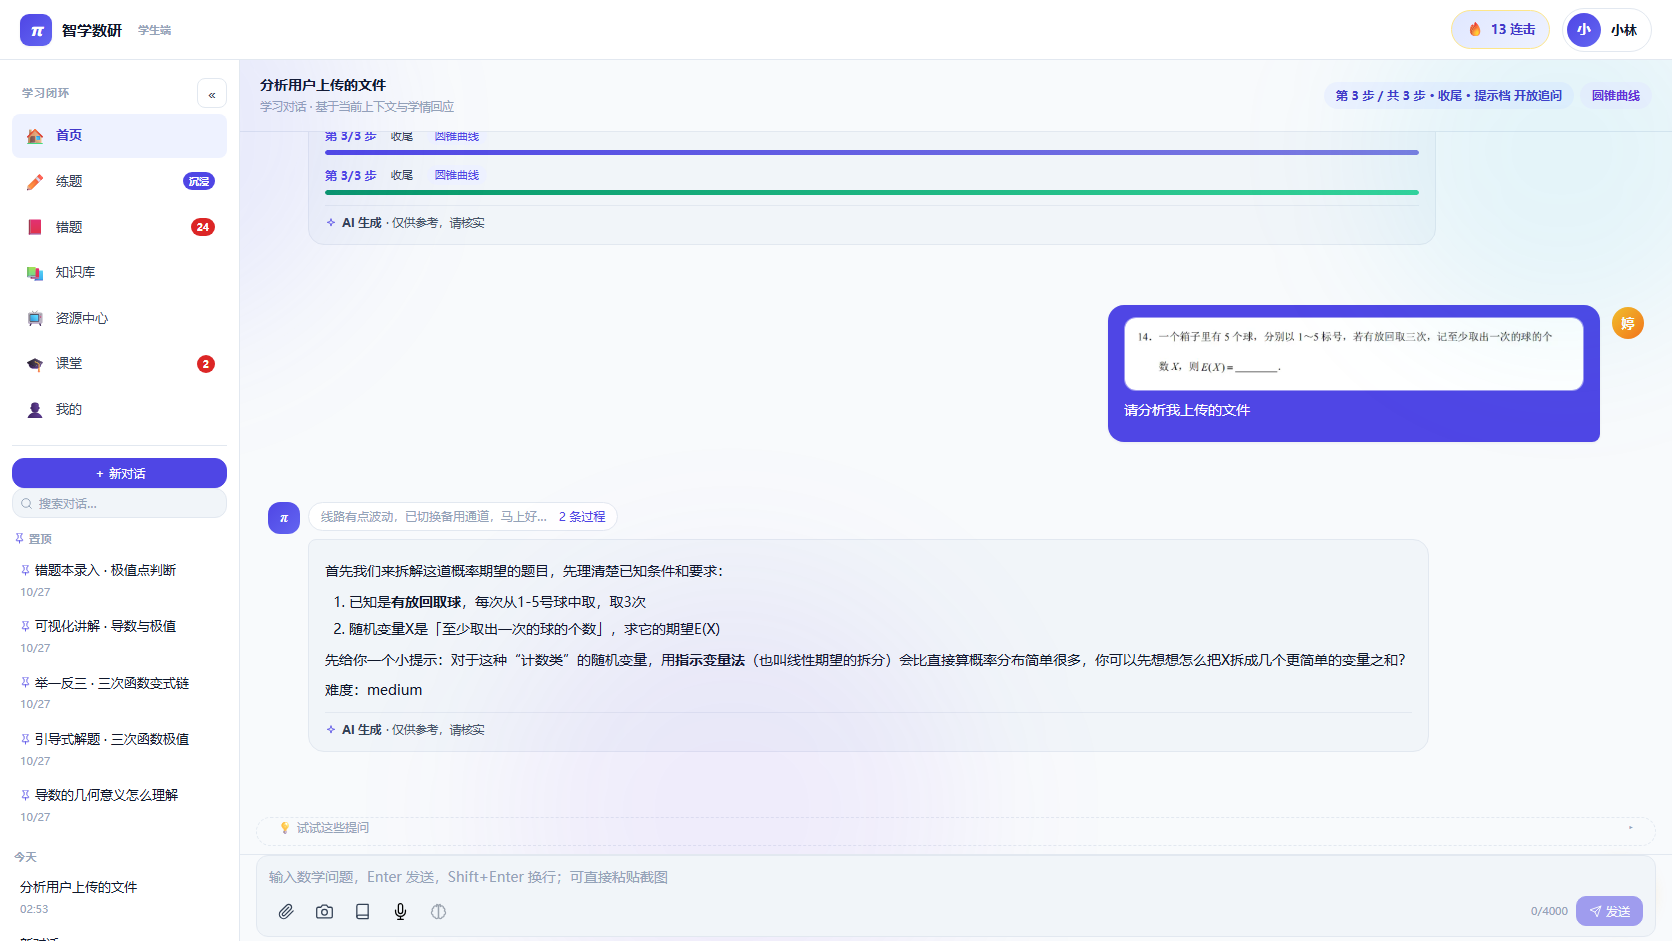 π 智学数研 学生端
13 连击
小 小林
学习闭环 «
首页
练题 沉浸
错题 24
知识库
资源中心
课堂 2
我的
+ 新对话
搜索对话...
置顶
错题本录入 · 极值点判断
10/27
可视化讲解 · 导数与极值
10/27
举一反三 · 三次函数变式链
10/27
引导式解题 · 三次函数极值
10/27
导数的几何意义怎么理解
10/27
今天
分析用户上传的文件
02:53
分析用户上传的文件
学习对话 · 基于当前上下文与学情回应
第 3 步 / 共 3 步 • 收尾 • 提示档 开放追问 圆锥曲线
第 3/3 步 收尾 圆锥曲线
第 3/3 步 收尾 圆锥曲线
AI 生成 · 仅供参考，请核实
14. 一个箱子里有 5 个球，分别以 1～5 标号，若有放回取三次，记至少取出一次的球的个
数 X，则 E(X) = ________.
请分析我上传的文件
婷
π
线路有点波动，已切换备用通道，马上好... 2 条过程
首先我们来拆解这道概率期望的题目，先理清楚已知条件和要求：
1. 已知是有放回取球，每次从1-5号球中取，取3次
2. 随机变量X是「至少取出一次的球的个数」，求它的期望E(X)
先给你一个小提示：对于这种“计数类”的随机变量，用指示变量法（也叫线性期望的拆分）会比直接算概率分布简单很多，你可以先想想怎么把X拆成几个更简单的变量之和？
难度：medium
AI 生成 · 仅供参考，请核实
试试这些提问
输入数学问题，Enter 发送，Shift+Enter 换行；可直接粘贴截图
0/4000 发送